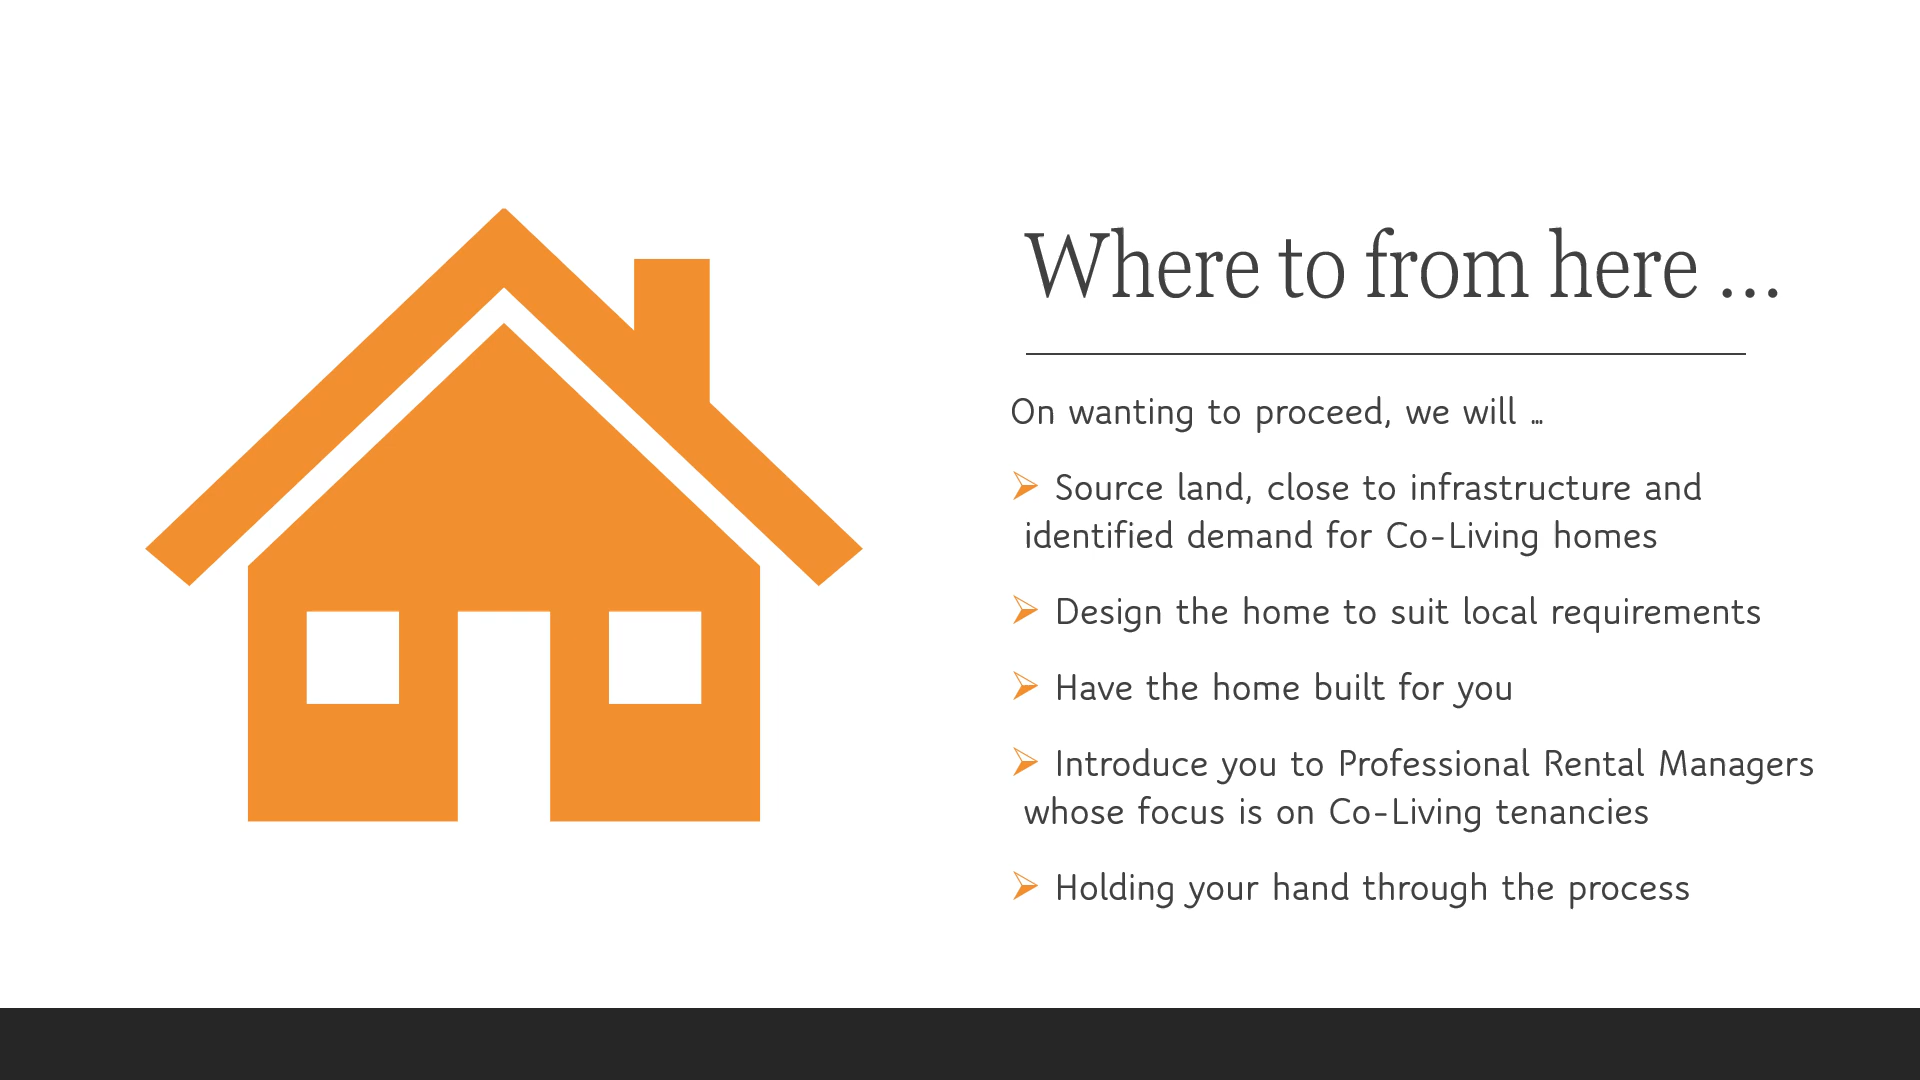 Where to from here ...
On wanting to proceed, we will ...
➢ Source land, close to infrastructure and
identified demand for Co-Living homes
➢ Design the home to suit local requirements
➢ Have the home built for you
➢ Introduce you to Professional Rental Managers
whose focus is on Co-Living tenancies
➢ Holding your hand through the process